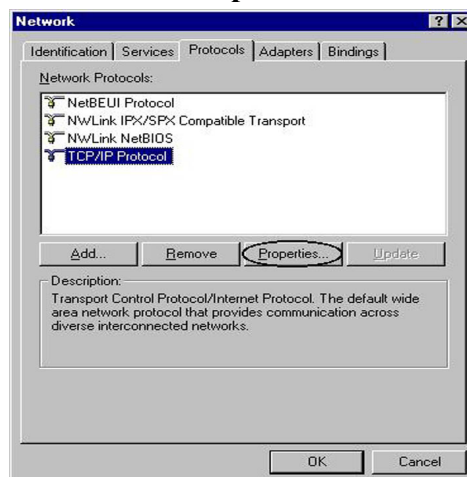 Network
Identification Services Protocols Adapters Bindings
Network Protocols:
NetBEUI Protocol
NWLink IPX/SPX Compatible Transport
NWLink NetBIOS
TCP/IP Protocol
Add... Remove Properties... Update
Description:
Transport Control Protocol/Internet Protocol. The default wide
area network protocol that provides communication across
diverse interconnected networks.
OK Cancel